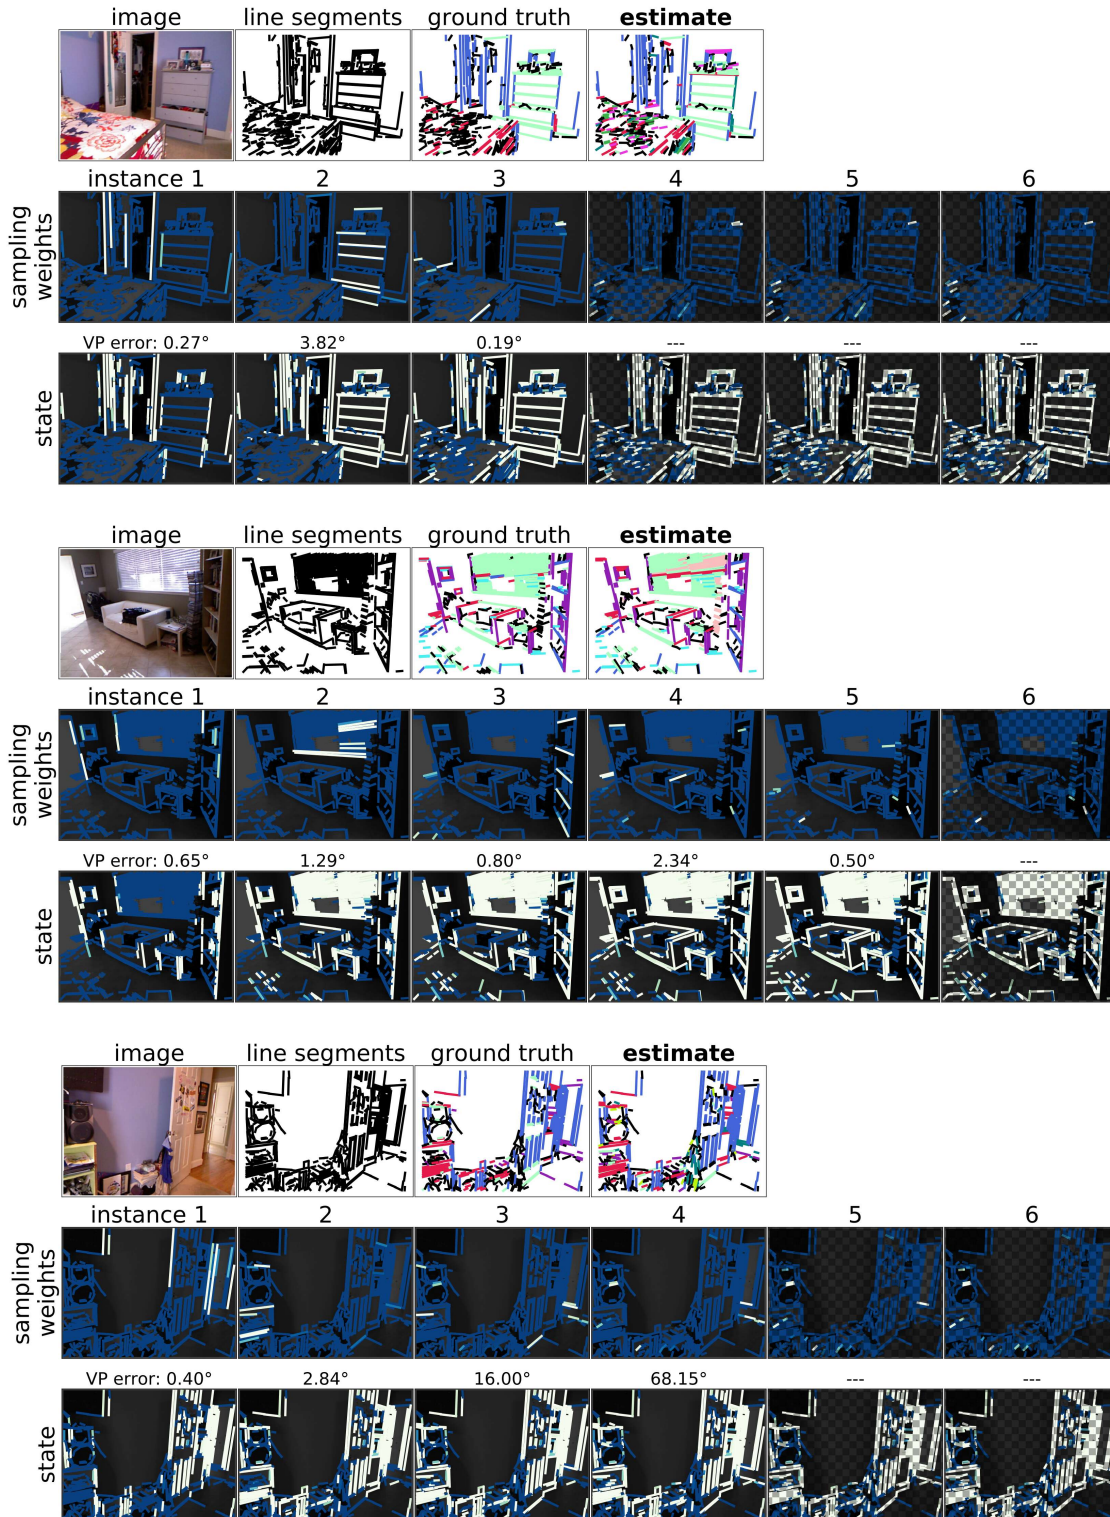 image line segments ground truth estimate
instance 1 2 3 4 5 6
sampling
weights
VP error: 0.27° 3.82° 0.19° --- --- ---
state
image line segments ground truth estimate
instance 1 2 3 4 5 6
sampling
weights
VP error: 0.65° 1.29° 0.80° 2.34° 0.50° ---
state
image line segments ground truth estimate
instance 1 2 3 4 5 6
sampling
weights
VP error: 0.40° 2.84° 16.00° 68.15° --- ---
state